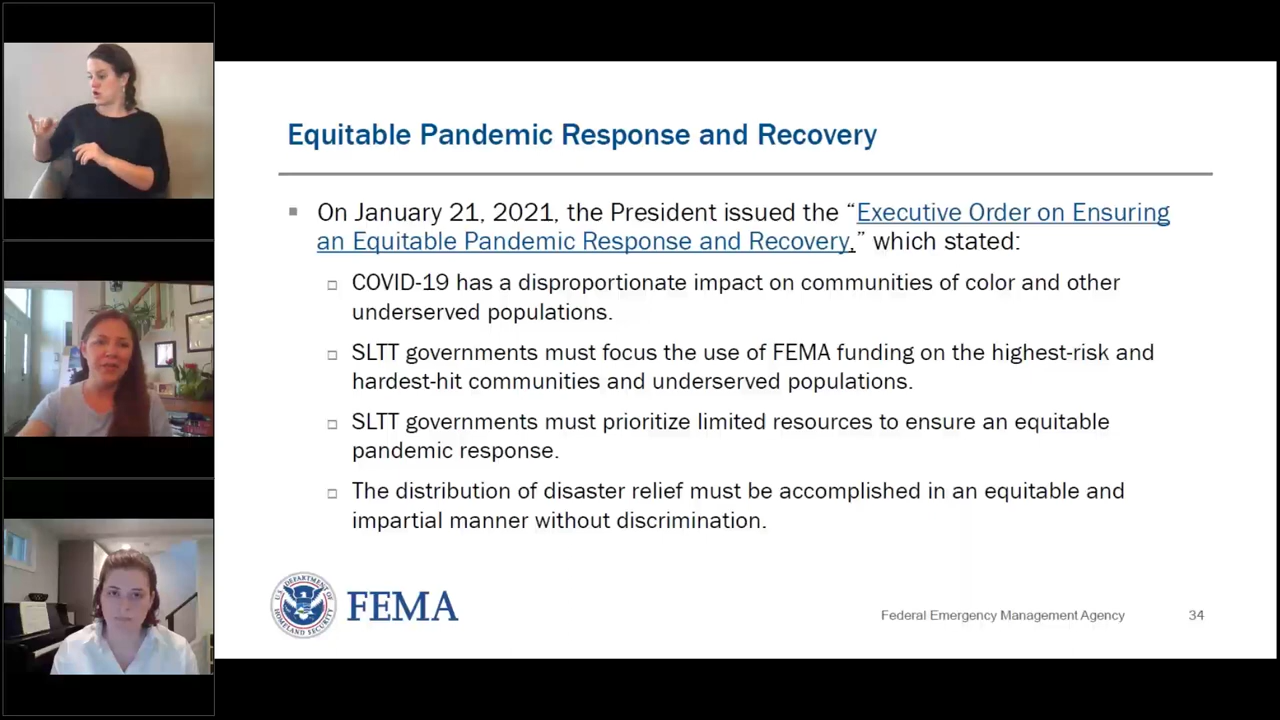 Equitable Pandemic Response and Recovery
▪ On January 21, 2021, the President issued the “Executive Order on Ensuring
an Equitable Pandemic Response and Recovery,” which stated:
□ COVID-19 has a disproportionate impact on communities of color and other
underserved populations.
□ SLTT governments must focus the use of FEMA funding on the highest-risk and
hardest-hit communities and underserved populations.
□ SLTT governments must prioritize limited resources to ensure an equitable
pandemic response.
□ The distribution of disaster relief must be accomplished in an equitable and
impartial manner without discrimination.
U.S. DEPARTMENT OF HOMELAND SECURITY
FEMA
Federal Emergency Management Agency 34